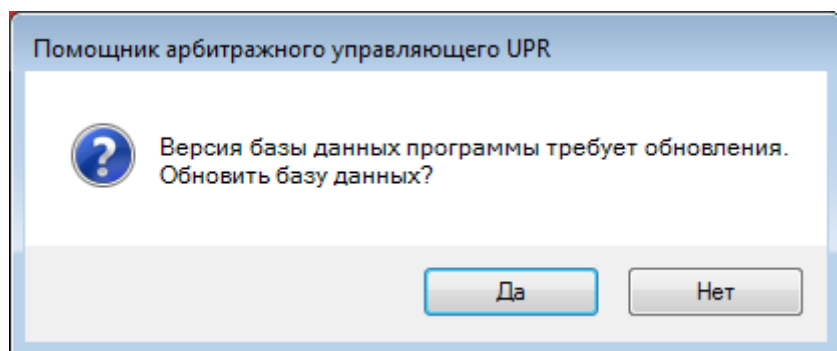 Помощник арбитражного управляющего UPR
Версия базы данных программы требует обновления.
Обновить базу данных?
Да
Нет